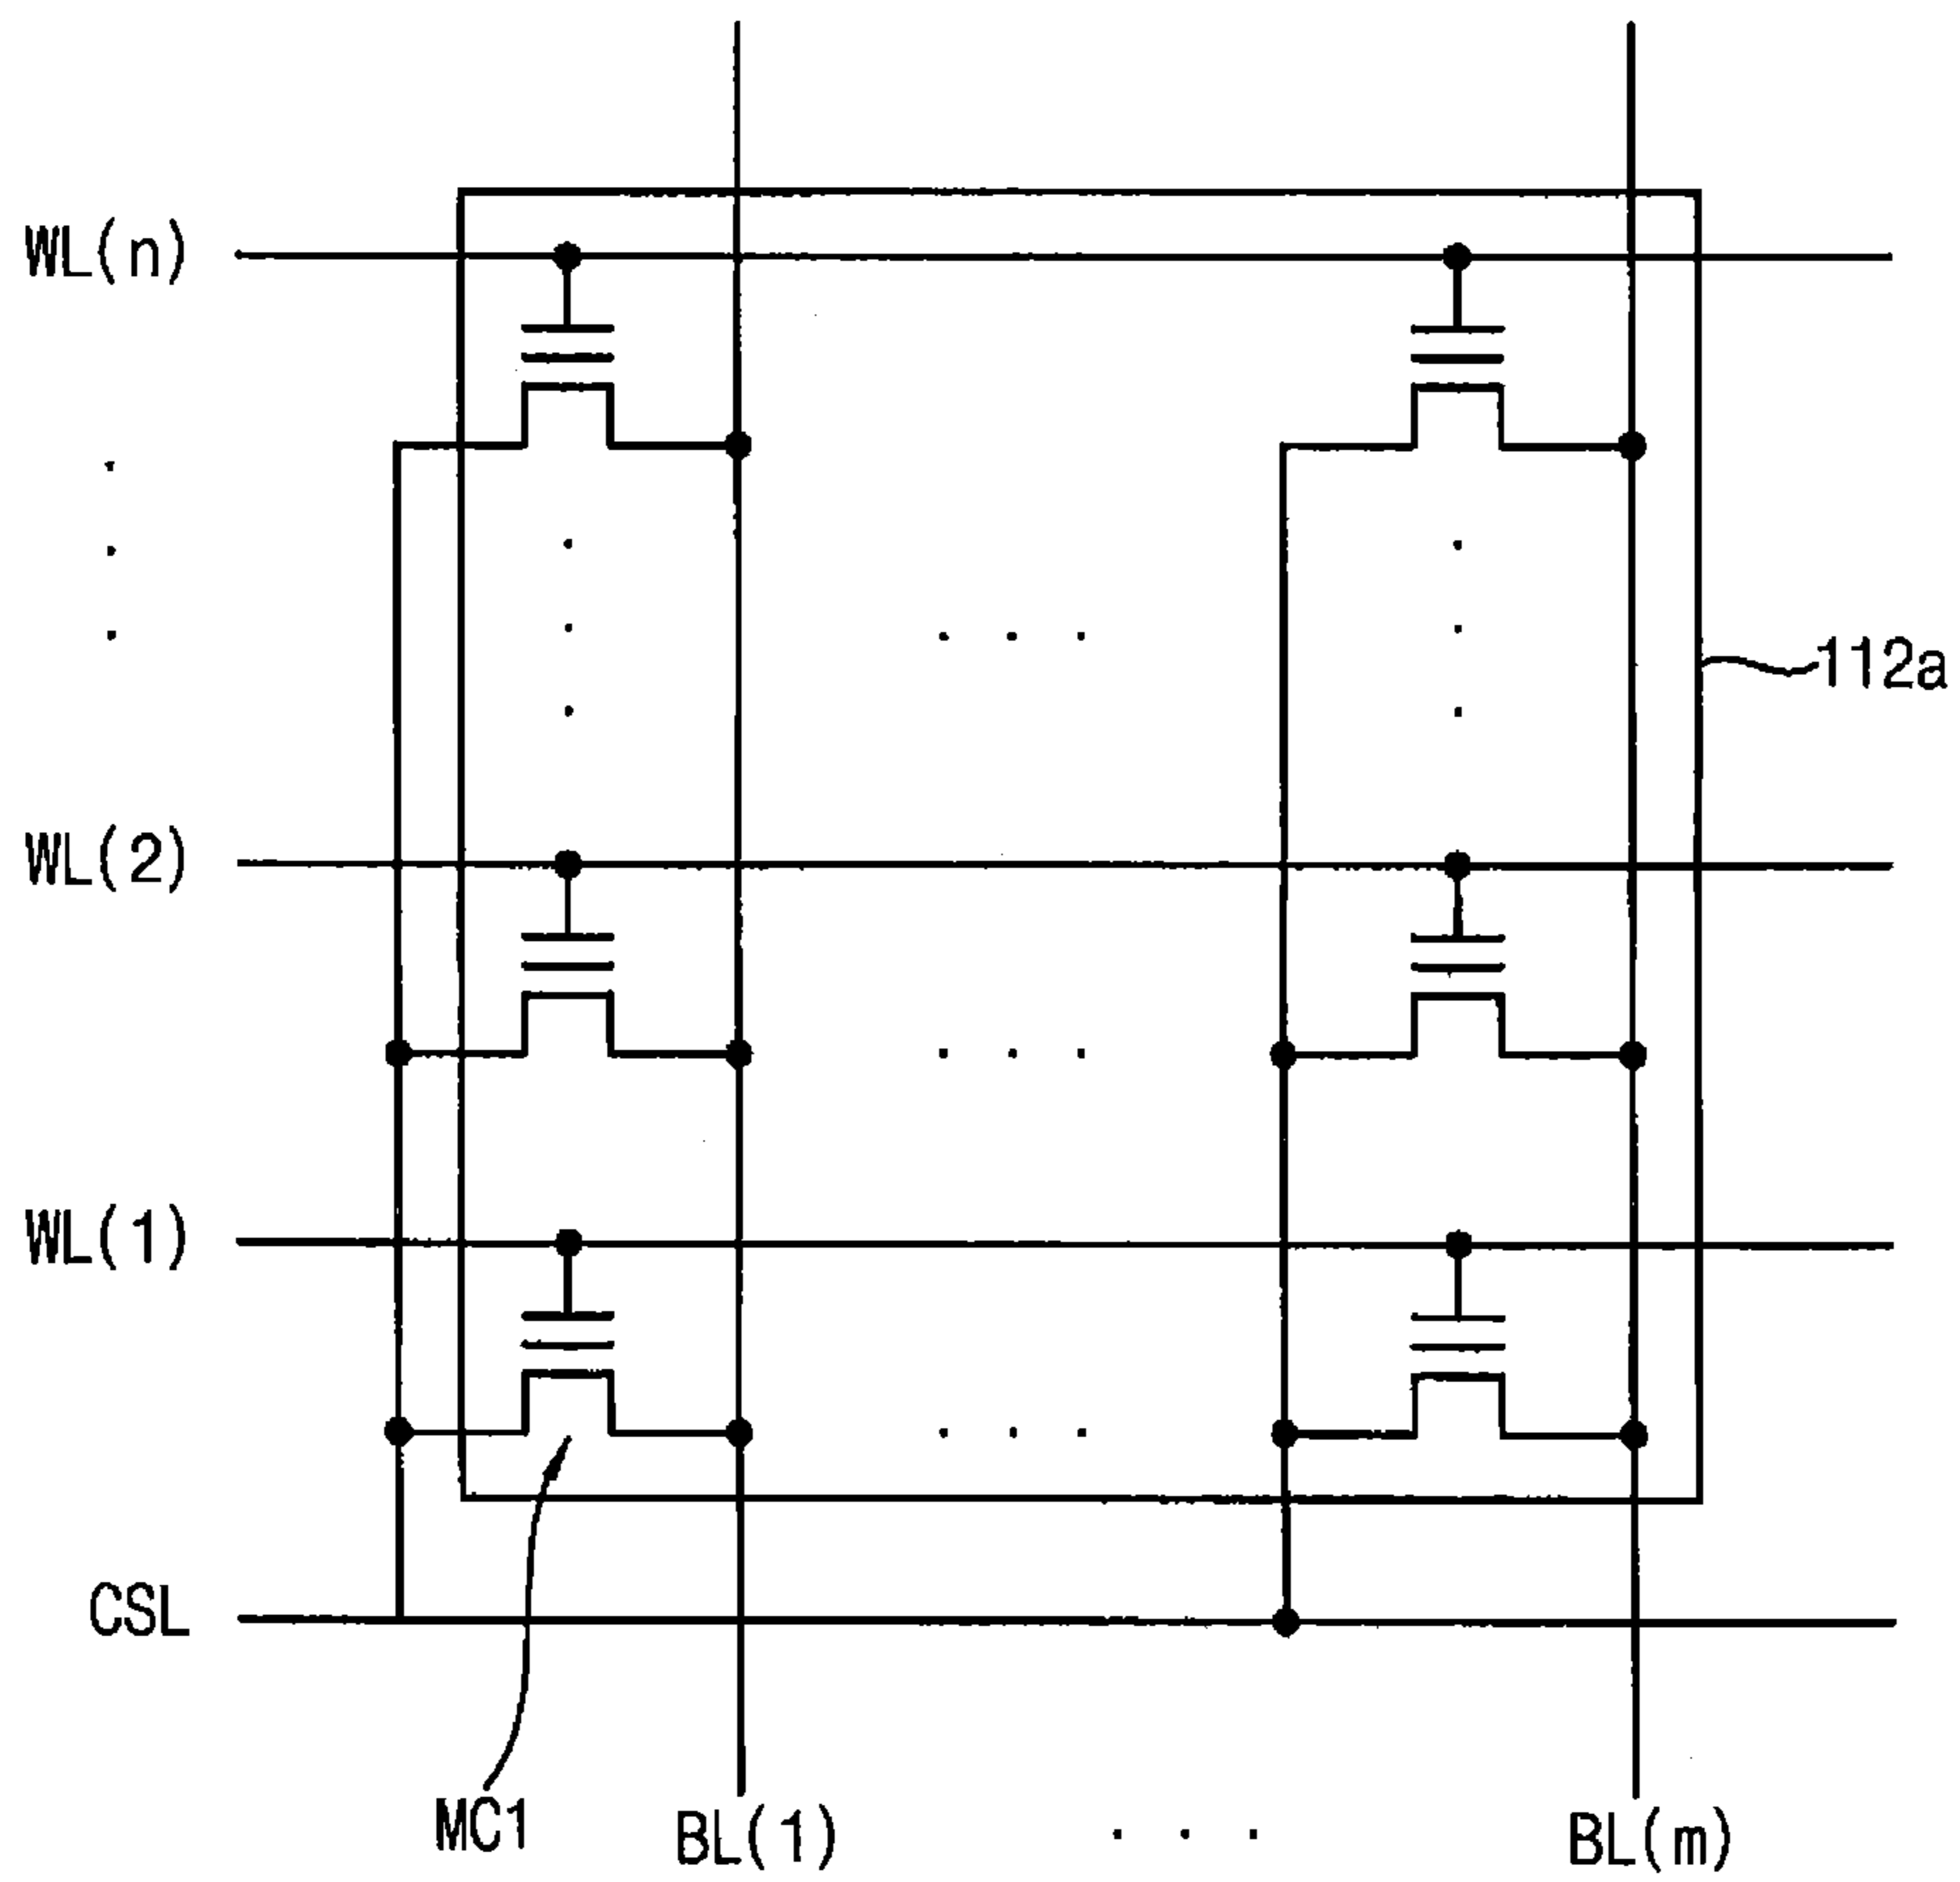 WL(n)
112a
WL(2)
WL(1)
CSL
MC1
BL(1) . . . BL(m)